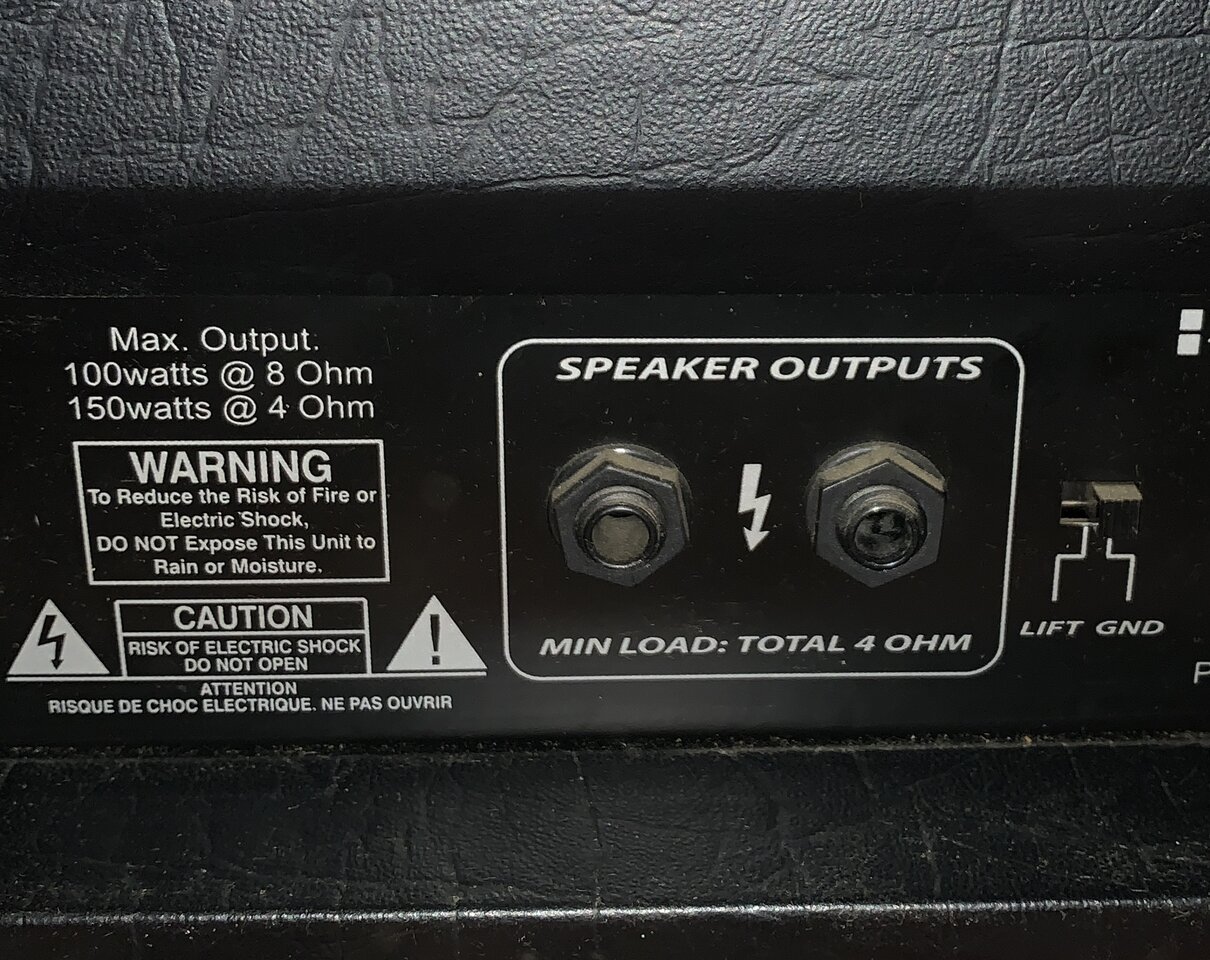 Max. Output.
100watts @ 8 Ohm
150watts @ 4 Ohm
WARNING
To Reduce the Risk of Fire or
Electric Shock,
DO NOT Expose This Unit to
Rain or Moisture.
CAUTION
RISK OF ELECTRIC SHOCK
DO NOT OPEN
ATTENTION
RISQUE DE CHOC ELECTRIQUE. NE PAS OUVRIR
SPEAKER OUTPUTS
MIN LOAD: TOTAL 4 OHM
LIFT GND